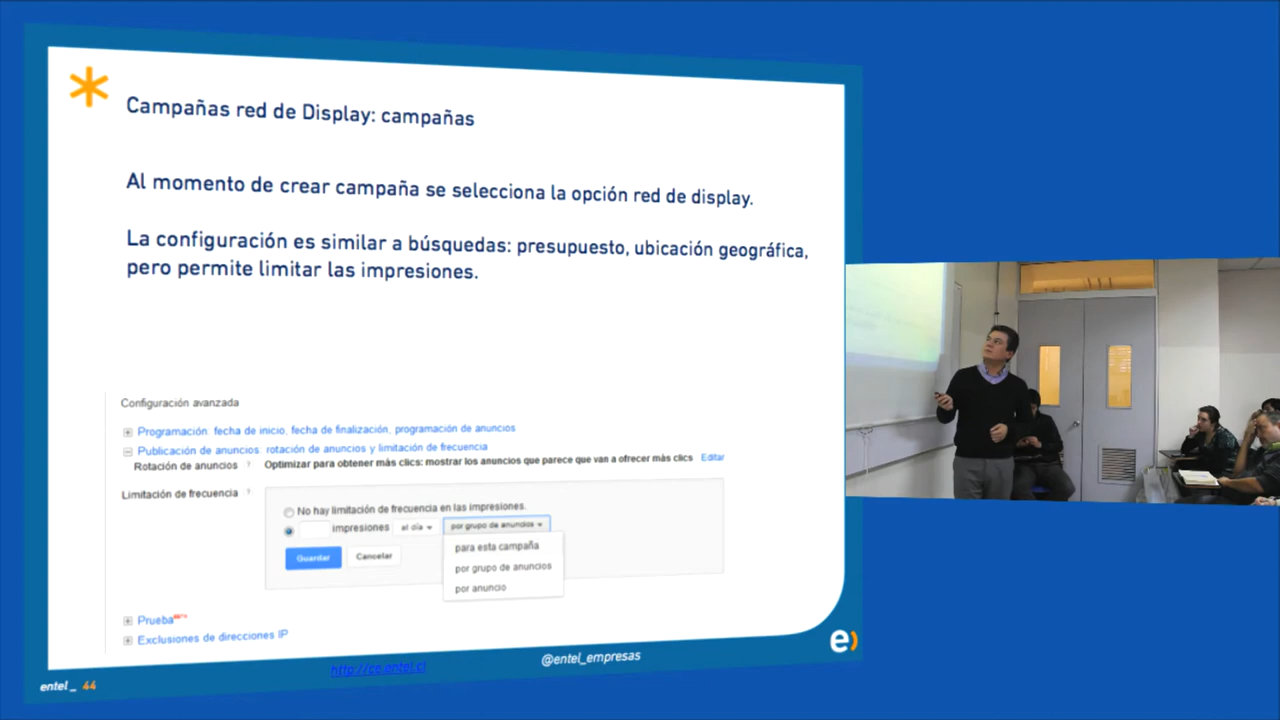 Campañas red de Display: campañas
Al momento de crear campaña se selecciona la opción red de display.
La configuración es similar a búsquedas: presupuesto, ubicación geográfica,
pero permite limitar las impresiones.
Configuración avanzada
Programación: fecha de inicio, fecha de finalización, programación de anuncios
Publicación de anuncios: rotación de anuncios y limitación de frecuencia
Rotación de anuncios ? Optimizar para obtener más clics: mostrar los anuncios que parece que van a ofrecer más clics Editar
Limitación de frecuencia ?
No hay limitación de frecuencia en las impresiones.
impresiones al día por grupo de anuncios
Guardar Cancelar
para esta campaña
por grupo de anuncios
por anuncio
Prueba BETA
Exclusiones de direcciones IP
http://ce.entel.cl
@entel_empresas
e)
entel_ 44